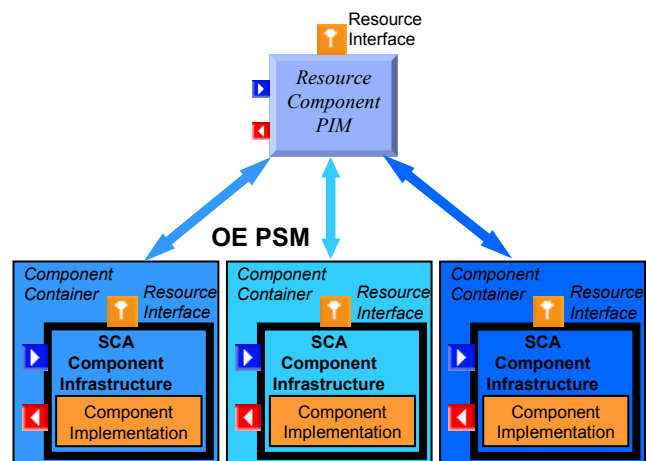 Resource
Interface
Resource
Component
PIM
OE PSM
Component
Container
Resource
Interface
SCA
Component
Infrastructure
Component
Implementation
Component
Container
Resource
Interface
SCA
Component
Infrastructure
Component
Implementation
Component
Container
Resource
Interface
SCA
Component
Infrastructure
Component
Implementation